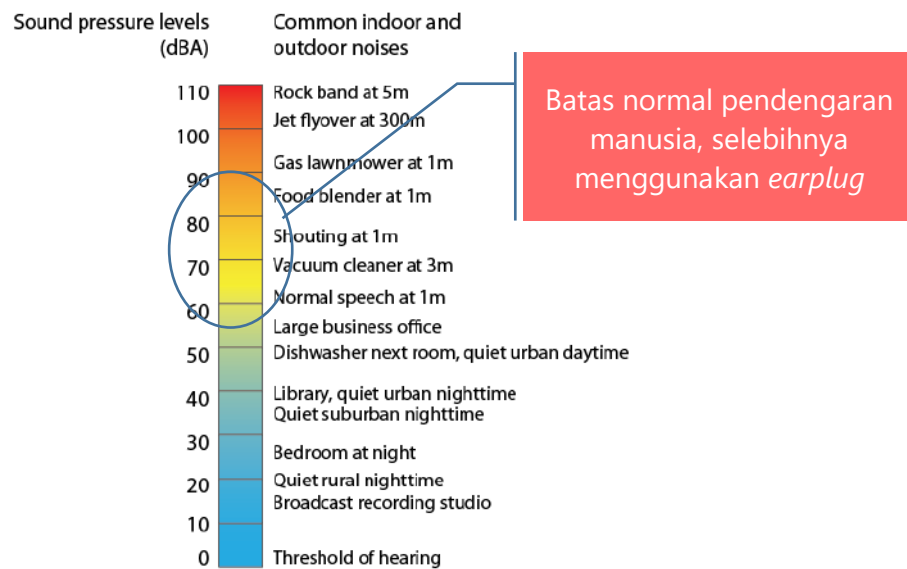 Sound pressure levels
(dBA)
Common indoor and
outdoor noises
110
Rock band at 5m
Jet flyover at 300m
100
Gas lawnmower at 1m
90
Food blender at 1m
80
Shouting at 1m
70
Vacuum cleaner at 3m
Normal speech at 1m
60
Large business office
50
Dishwasher next room, quiet urban daytime
40
Library, quiet urban nighttime
Quiet suburban nighttime
30
Bedroom at night
20
Quiet rural nighttime
Broadcast recording studio
10
0
Threshold of hearing
Batas normal pendengaran
manusia, selebihnya
menggunakan earplug